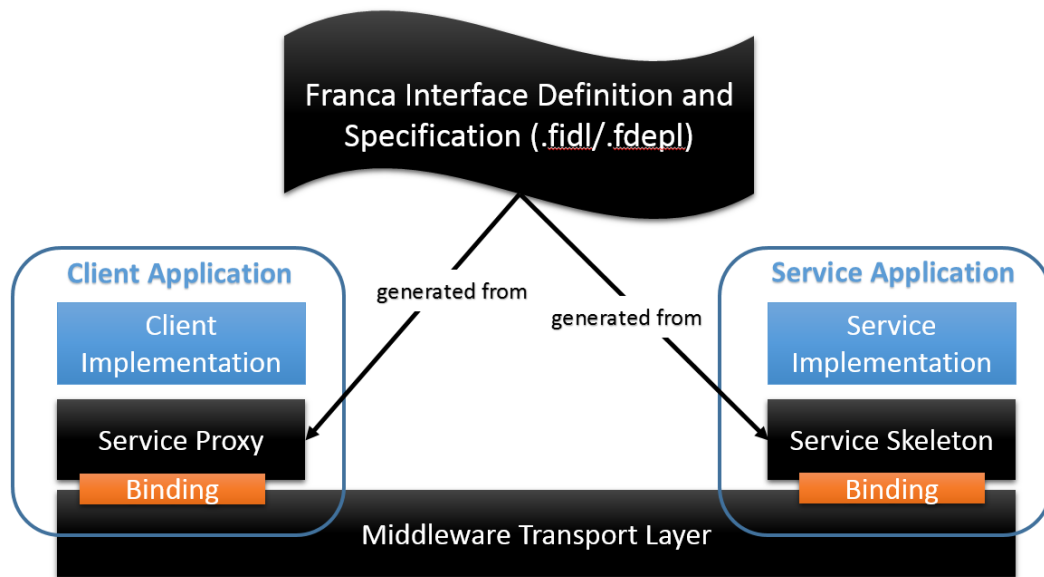 Franca Interface Definition and
Specification (.fidl/.fdepl)
Client Application
Service Application
generated from
generated from
Client
Implementation
Service
Implementation
Service Proxy
Service Skeleton
Binding
Binding
Middleware Transport Layer